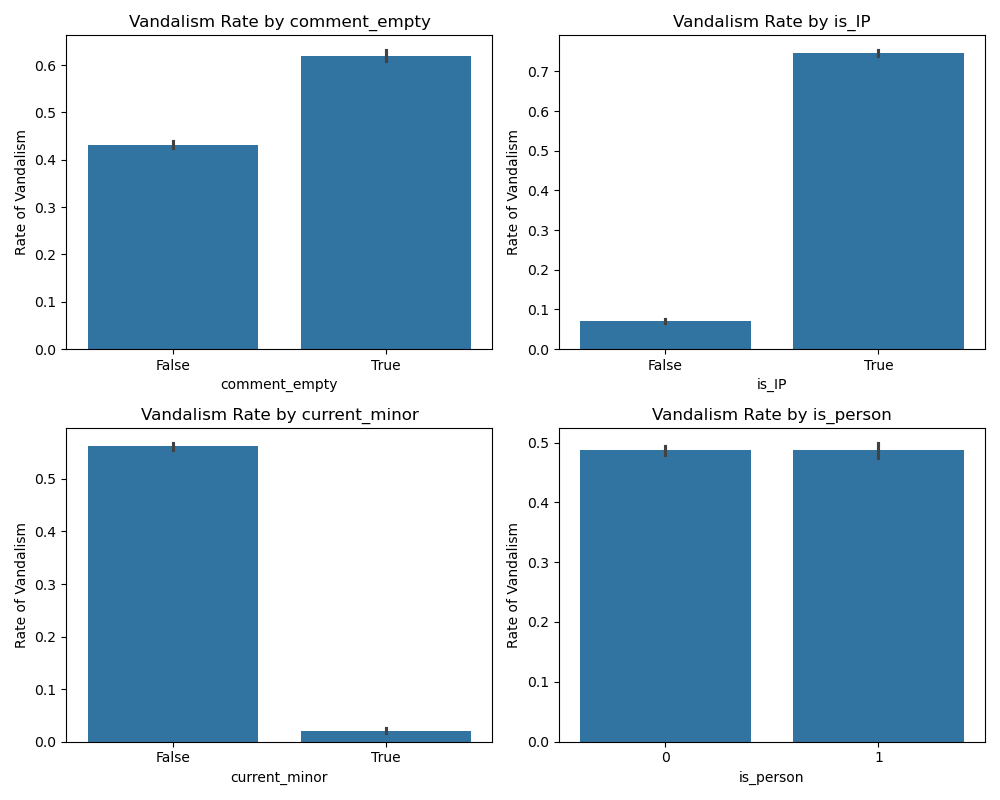 Vandalism Rate by comment_empty
Rate of Vandalism
0.6
0.5
0.4
0.3
0.2
0.1
0.0
False True
comment_empty
Vandalism Rate by is_IP
Rate of Vandalism
0.7
0.6
0.5
0.4
0.3
0.2
0.1
0.0
False True
is_IP
Vandalism Rate by current_minor
Rate of Vandalism
0.5
0.4
0.3
0.2
0.1
0.0
False True
current_minor
Vandalism Rate by is_person
Rate of Vandalism
0.5
0.4
0.3
0.2
0.1
0.0
0 1
is_person